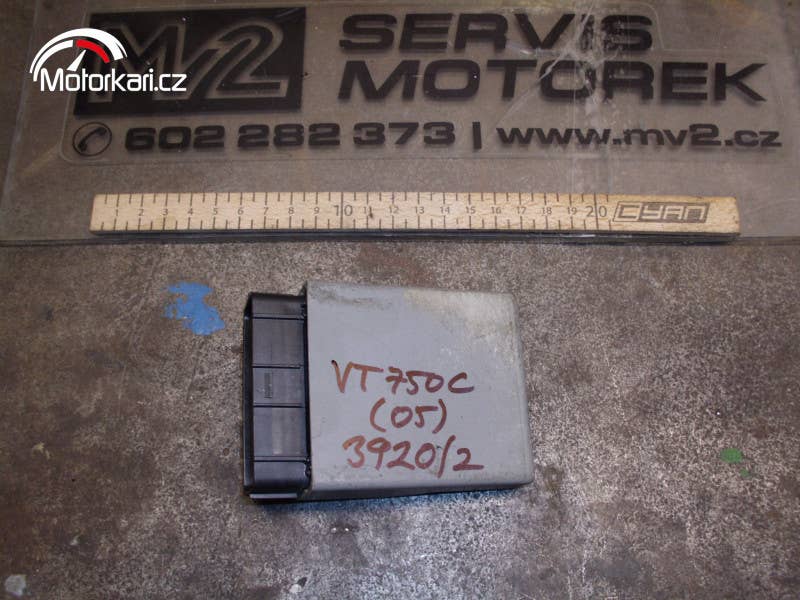 Motorkari.cz
MV2
SERVIS
MOTOREK
602 282 373 | www.mv2.cz
1 2 3 4 5 6 7 8 9 10 11 12 13 14 15 16 17 18 19 20 CYAN
VT750C
(05)
3920/2